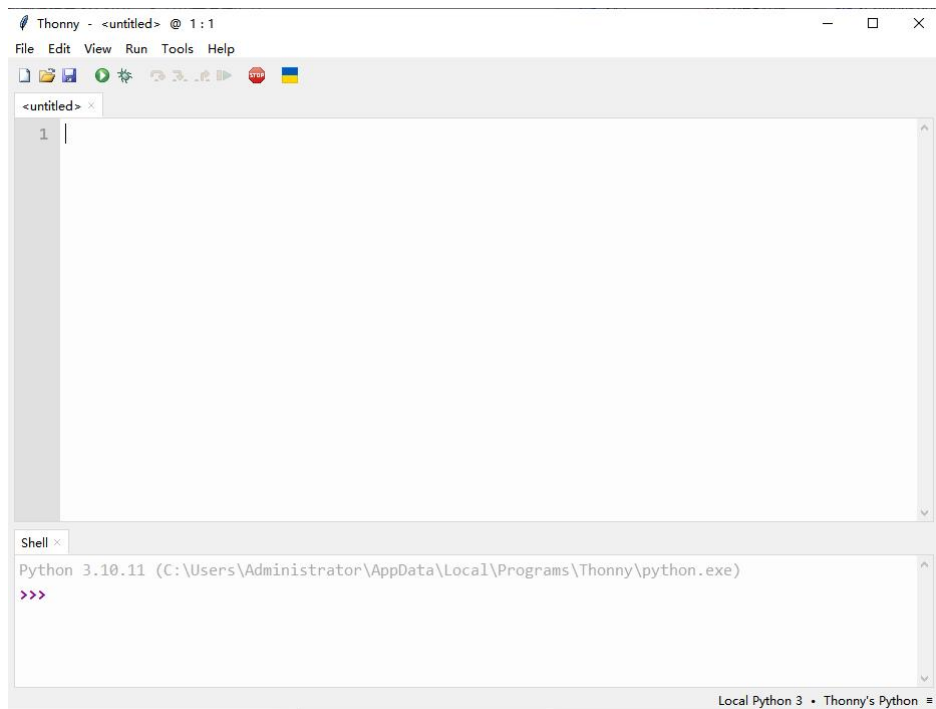 Thonny - <untitled> @ 1:1
File Edit View Run Tools Help
STOP
<untitled> ×
1
Shell ×
Python 3.10.11 (C:\Users\Administrator\AppData\Local\Programs\Thonny\python.exe)
>>>
Local Python 3 • Thonny's Python ≡